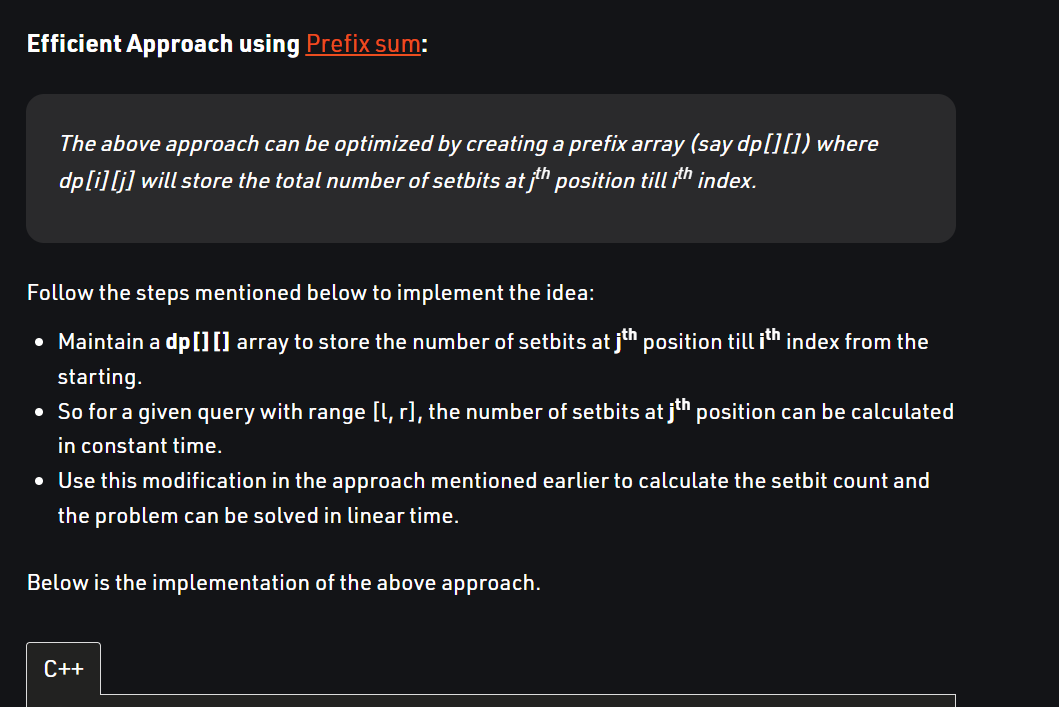 Efficient Approach using Prefix sum:
The above approach can be optimized by creating a prefix array (say dp[][]) where
dp[i][j] will store the total number of setbits at jth position till ith index.
Follow the steps mentioned below to implement the idea:
• Maintain a dp[][] array to store the number of setbits at jth position till ith index from the
starting.
• So for a given query with range [l, r], the number of setbits at jth position can be calculated
in constant time.
• Use this modification in the approach mentioned earlier to calculate the setbit count and
the problem can be solved in linear time.
Below is the implementation of the above approach.
C++